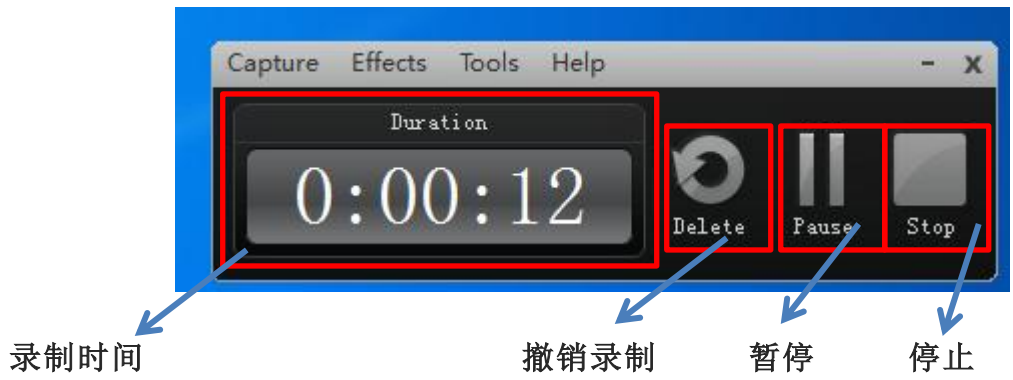 Capture Effects Tools Help - x
Duration
0:00:12
Delete Pause Stop
录制时间 撤销录制 暂停 停止